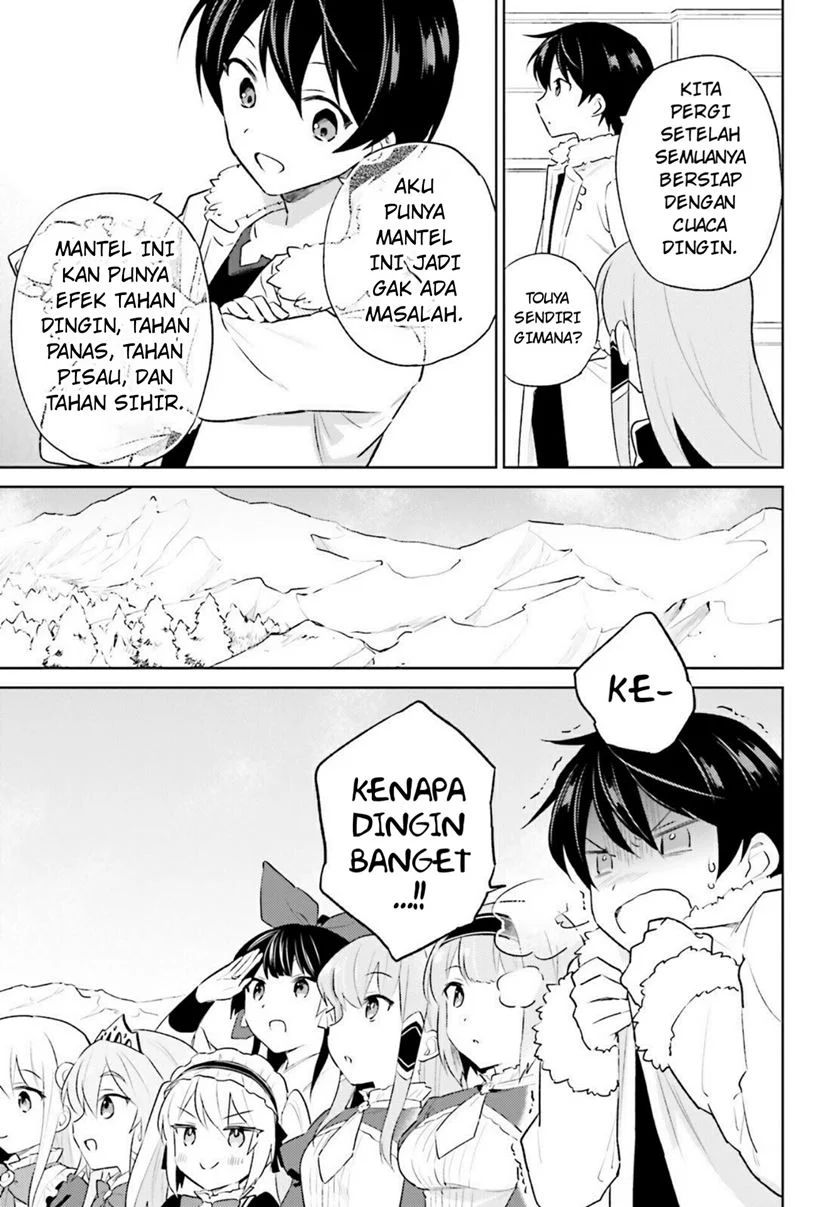 KITA
PERGI
SETELAH
SEMUANYA
BERSIAP
DENGAN
CUACA
DINGIN.
TOUYA
SENDIRI
GIMANA?
AKU
PUNYA
MANTEL
INI JADI
GAK ADA
MASALAH.
MANTEL INI
KAN PUNYA
EFEK TAHAN
DINGIN, TAHAN
PANAS, TAHAN
PISAU, DAN
TAHAN SIHIR.
KE-
KENAPA
DINGIN
BANGET
...!!